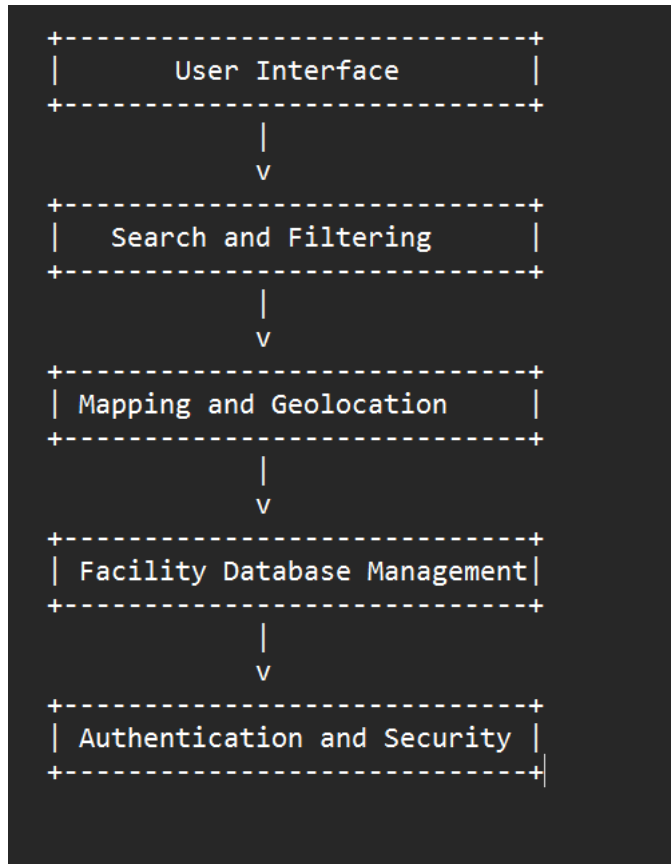 +-----------------------------+
|       User Interface        |
+-----------------------------+
             |
             v
+-----------------------------+
|   Search and Filtering      |
+-----------------------------+
             |
             v
+-----------------------------+
| Mapping and Geolocation     |
+-----------------------------+
             |
             v
+-----------------------------+
| Facility Database Management|
+-----------------------------+
             |
             v
+-----------------------------+
| Authentication and Security |
+-----------------------------+